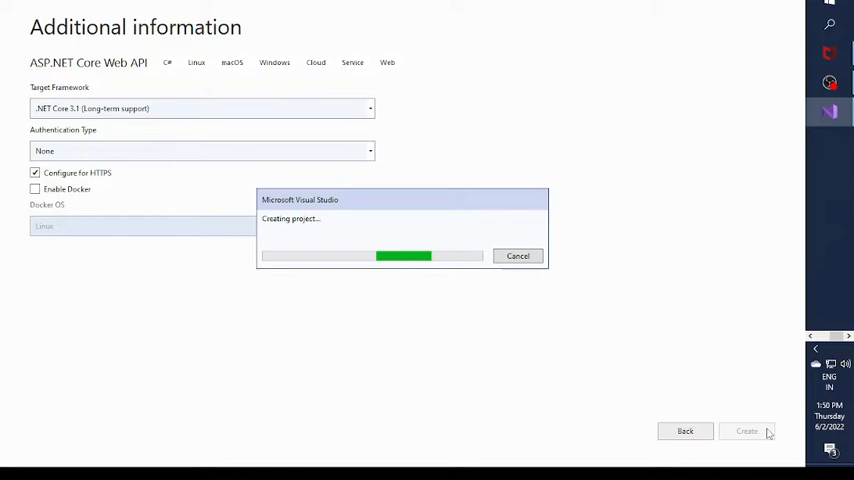 Additional information
ASP.NET Core Web API C# Linux macOS Windows Cloud Service Web
Target Framework
.NET Core 3.1 (Long-term support)
Authentication Type
None
Configure for HTTPS
Enable Docker
Docker OS
Linux
Microsoft Visual Studio
Creating project...
Cancel
Back Create
ENG
IN
1:50 PM
Thursday
6/2/2022
3